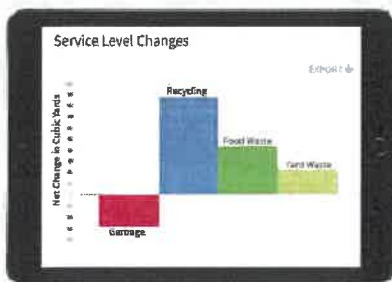 Service Level Changes
EXPORT
Recycling
Net Change in Cubic Yards
Food Waste
Yard Waste
Garbage